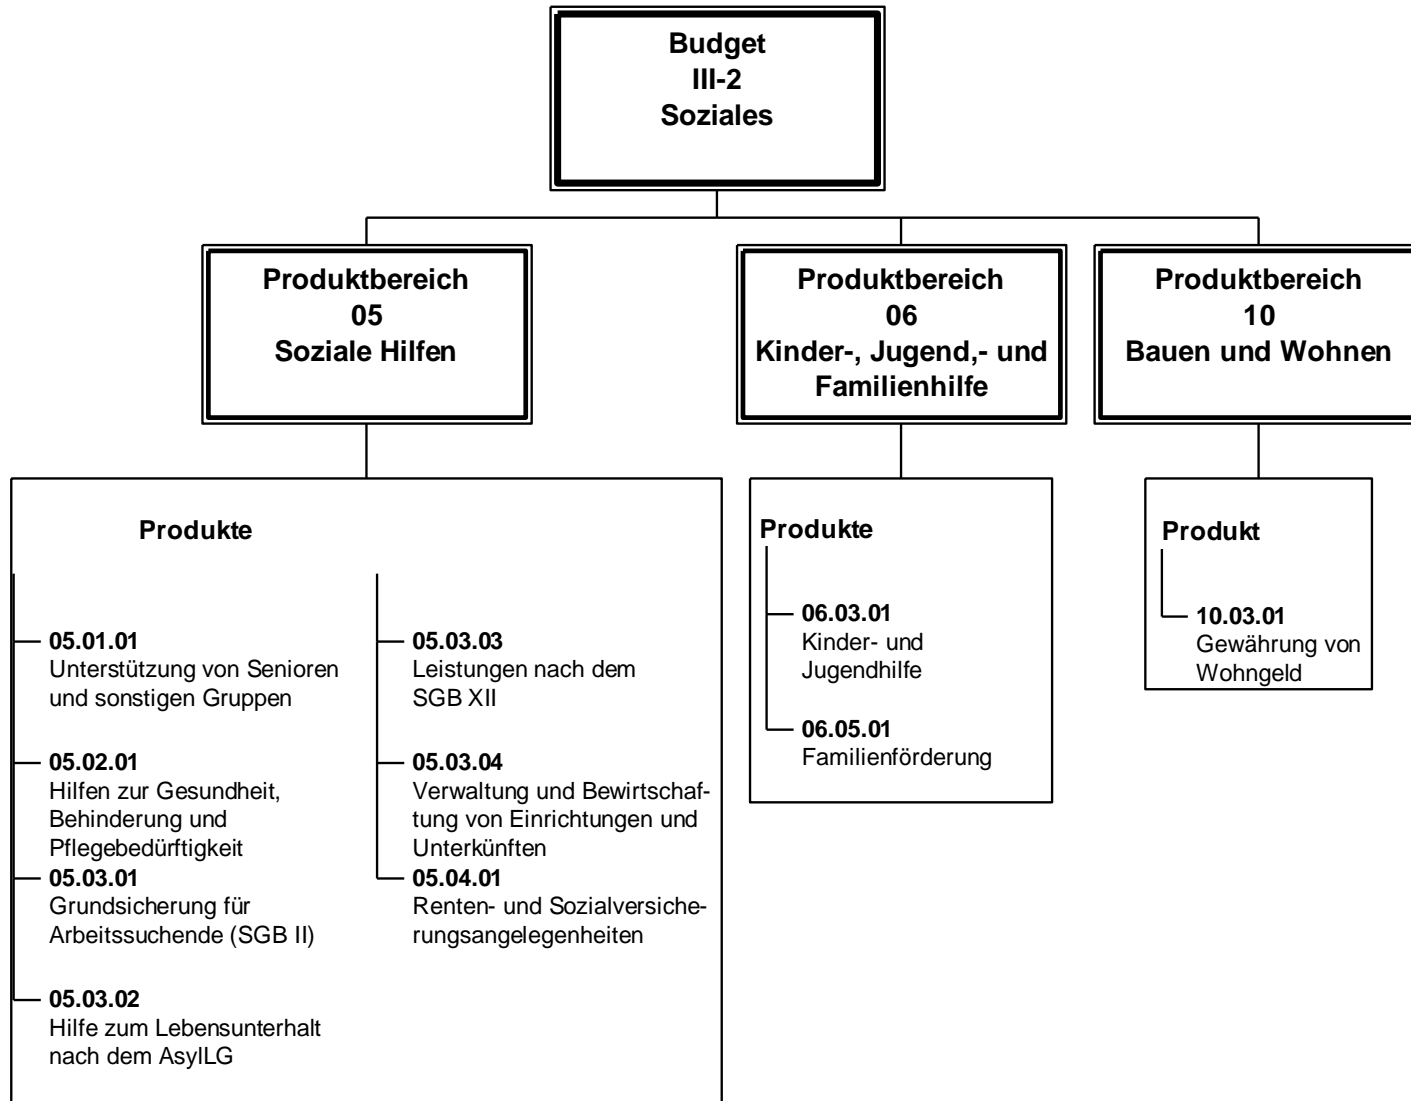 Budget
III-2
Soziales
Produktbereich
05
Soziale Hilfen
Produktbereich
06
Kinder-, Jugend,- und
Familienhilfe
Produktbereich
10
Bauen und Wohnen
Produkte
05.01.01
Unterstützung von Senioren
und sonstigen Gruppen
05.02.01
Hilfen zur Gesundheit,
Behinderung und
Pflegebedürftigkeit
05.03.01
Grundsicherung für
Arbeitssuchende (SGB II)
05.03.02
Hilfe zum Lebensunterhalt
nach dem AsylLG
05.03.03
Leistungen nach dem
SGB XII
05.03.04
Verwaltung und Bewirtschaf-
tung von Einrichtungen und
Unterkünften
05.04.01
Renten- und Sozialversiche-
rungsangelegenheiten
Produkte
06.03.01
Kinder- und
Jugendhilfe
06.05.01
Familienförderung
Produkt
10.03.01
Gewährung von
Wohngeld